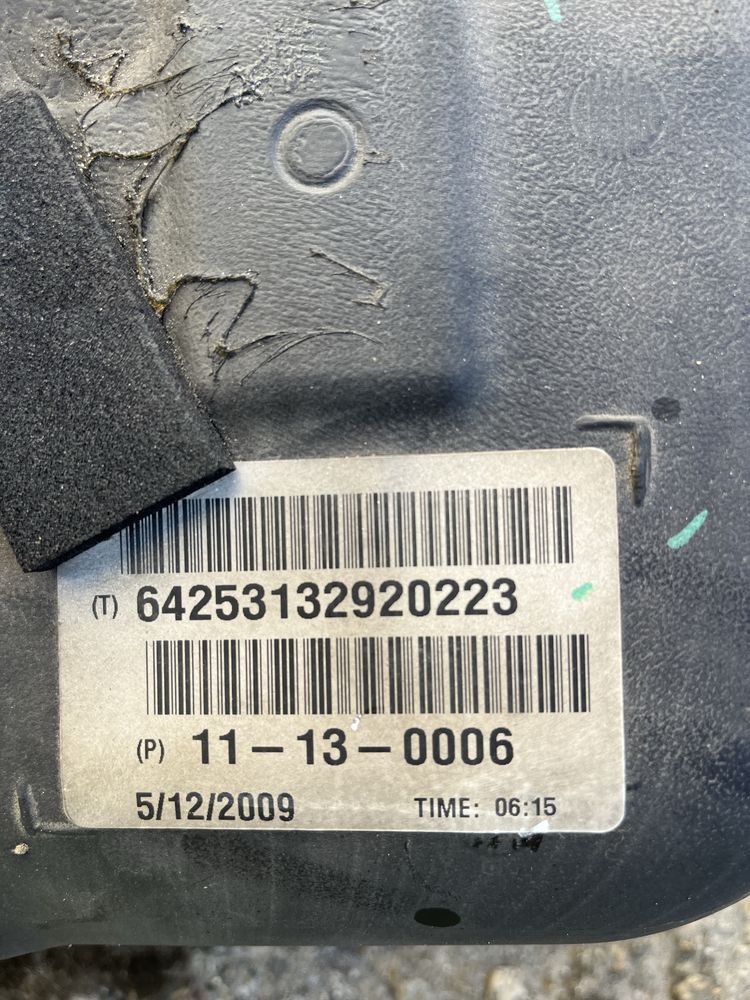 (T) 64253132920223
(P) 11-13-0006
5/12/2009 TIME: 06:15